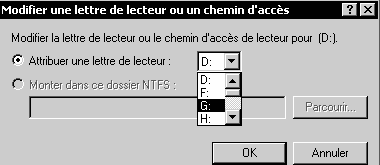 Modifier une lettre de lecteur ou un chemin d'accès
Modifier la lettre de lecteur ou le chemin d'accès de lecteur pour (D:).
Attribuer une lettre de lecteur : D:
D:
Monter dans ce dossier NTFS :
F:
G:
Parcourir...
H:
OK Annuler